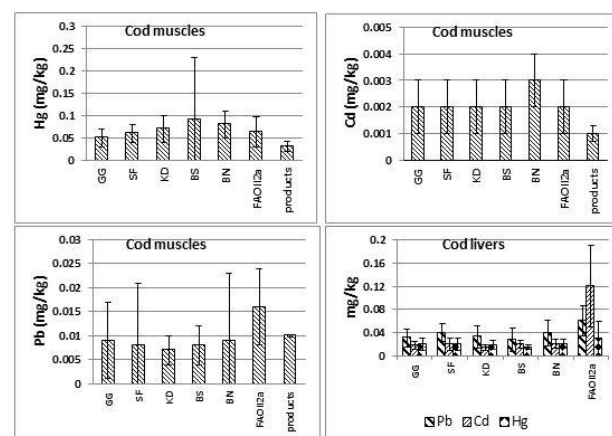 Cod muscles
Hg (mg/kg)
0.3
0.25
0.2
0.15
0.1
0.05
0
GG
SF
KD
BS
BN
FAOII2a
products
Cod muscles
Cd (mg/kg)
0.005
0.004
0.003
0.002
0.001
0
GG
SF
KD
BS
BN
FAOII2a
products
Cod muscles
Pb (mg/kg)
0.03
0.025
0.02
0.015
0.01
0.005
0
GG
SF
KD
BS
BN
FAOII2a
products
Cod livers
mg/kg
0.2
0.16
0.12
0.08
0.04
0
GG
SF
KD
BS
BN
FAOII2a
Pb Cd Hg